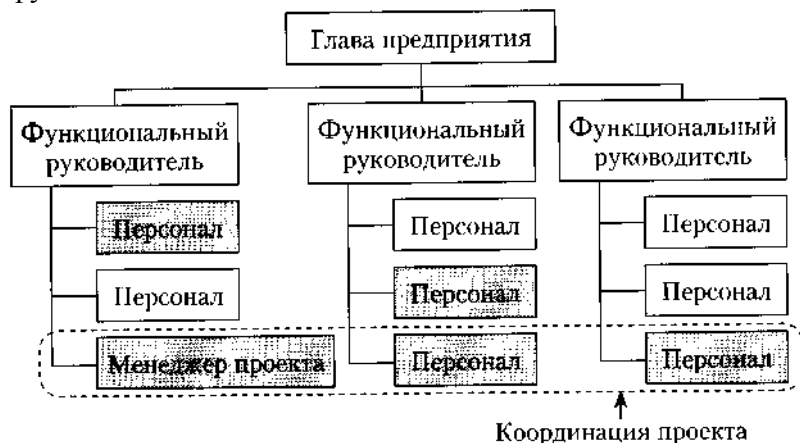 Глава предприятия
Функциональный
руководитель
Функциональный
руководитель
Функциональный
руководитель
Персонал
Персонал
Персонал
Персонал
Персонал
Персонал
Менеджер проекта
Персонал
Персонал
Координация проекта